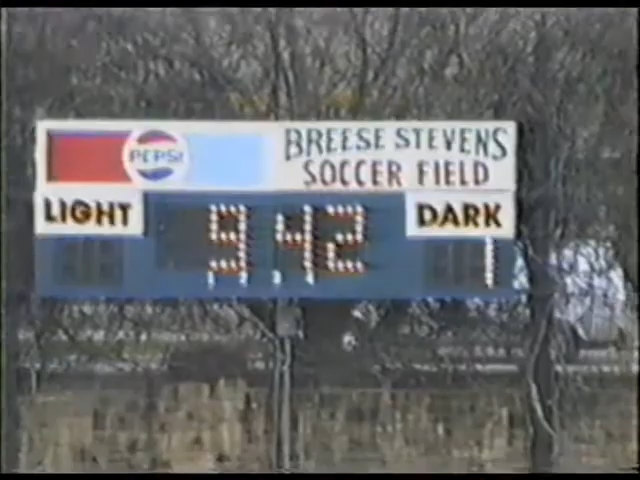 PEPSI
BREESE STEVENS
SOCCER FIELD
LIGHT
9:42
DARK
1